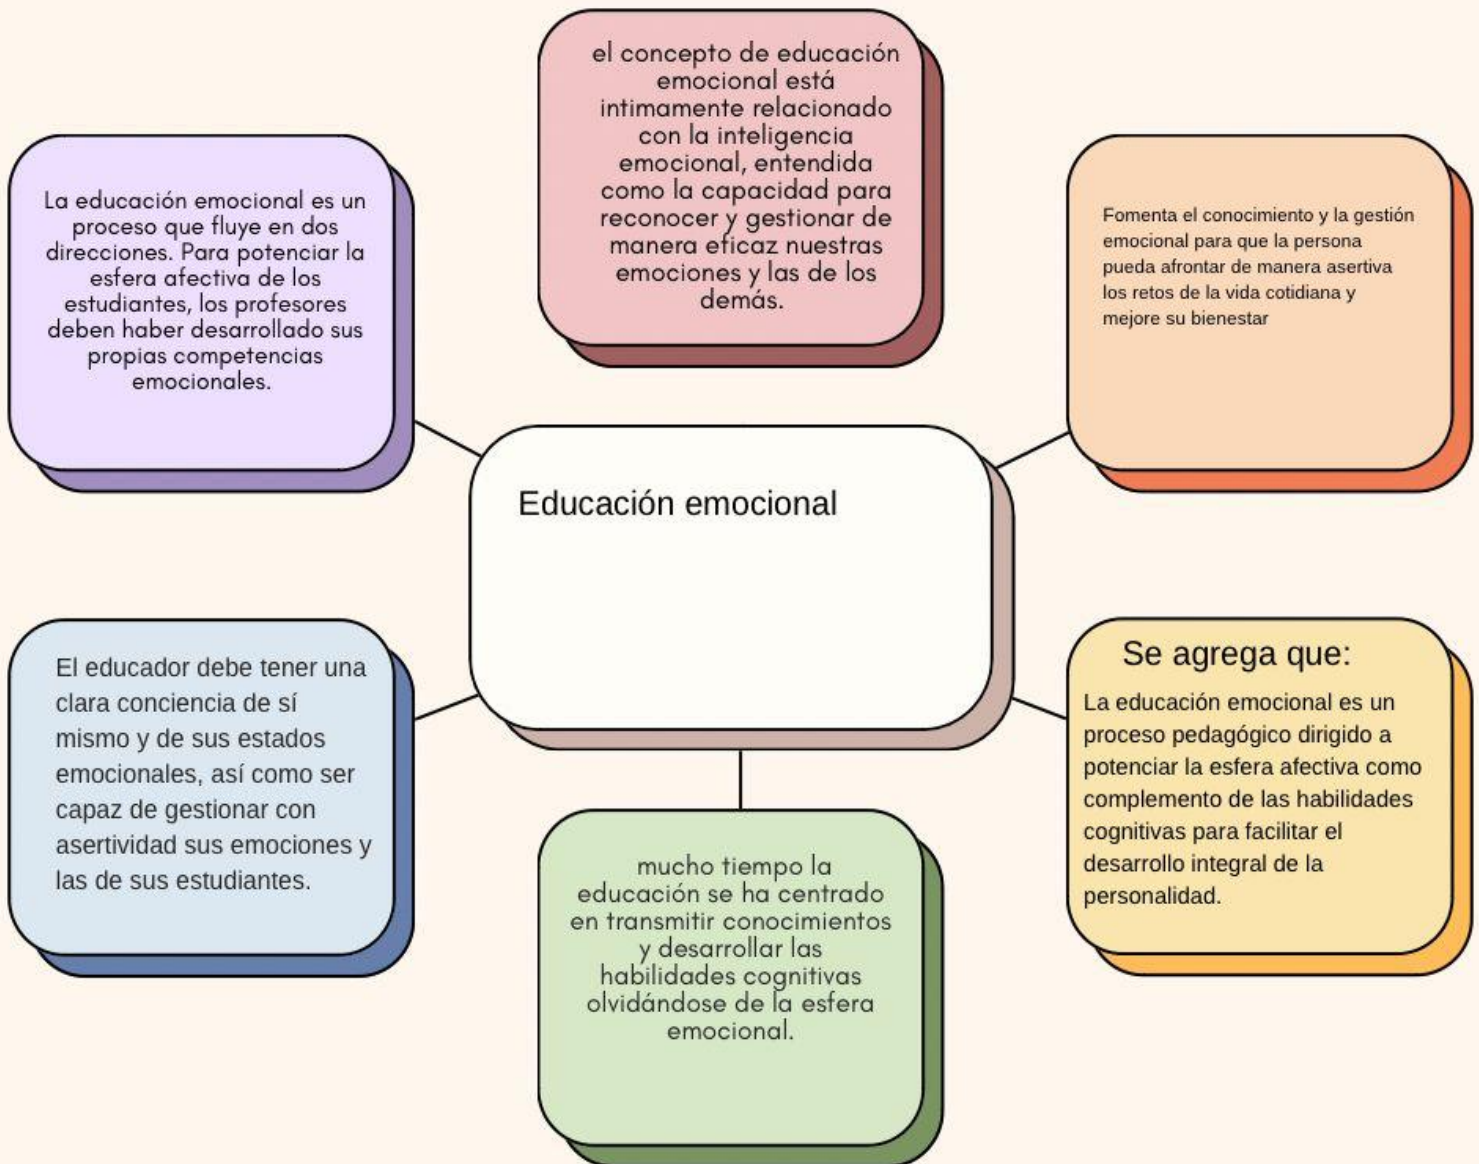 el concepto de educación
emocional está
intimamente relacionado
con la inteligencia
emocional, entendida
como la capacidad para
reconocer y gestionar de
manera eficaz nuestras
emociones y las de los
demás.
La educación emocional es un
proceso que fluye en dos
direcciones. Para potenciar la
esfera afectiva de los
estudiantes, los profesores
deben haber desarrollado sus
propias competencias
emocionales.
Fomenta el conocimiento y la gestión
emocional para que la persona
pueda afrontar de manera asertiva
los retos de la vida cotidiana y
mejore su bienestar
Educación emocional
El educador debe tener una
clara conciencia de sí
mismo y de sus estados
emocionales, así como ser
capaz de gestionar con
asertividad sus emociones y
las de sus estudiantes.
Se agrega que:
La educación emocional es un
proceso pedagógico dirigido a
potenciar la esfera afectiva como
complemento de las habilidades
cognitivas para facilitar el
desarrollo integral de la
personalidad.
mucho tiempo la
educación se ha centrado
en transmitir conocimientos
y desarrollar las
habilidades cognitivas
olvidándose de la esfera
emocional.